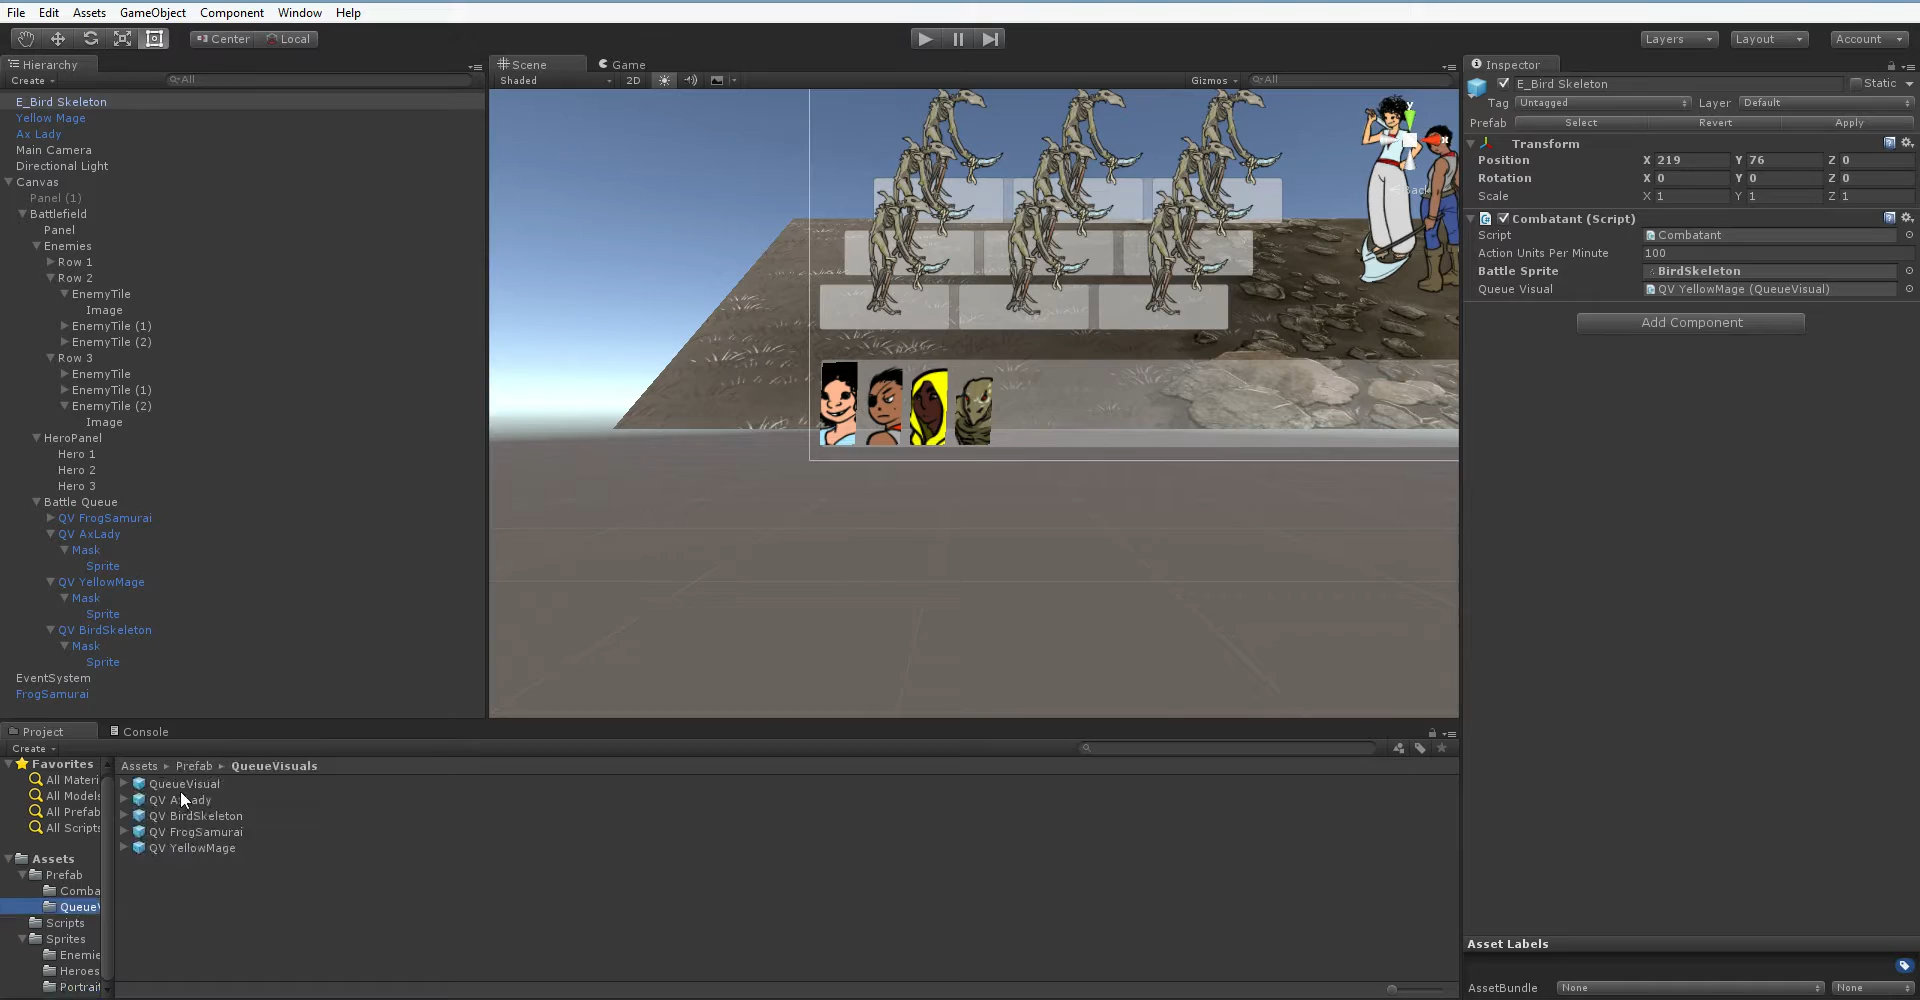 File Edit Assets GameObject Component Window Help
Center Local Layers Layout Account
Hierarchy
Create All
E_Bird Skeleton
Yellow Mage
Ax Lady
Main Camera
Directional Light
Canvas
Panel (1)
Battlefield
Panel
Enemies
Row 1
Row 2
EnemyTile
Image
EnemyTile (1)
EnemyTile (2)
Row 3
EnemyTile
EnemyTile (1)
EnemyTile (2)
Image
HeroPanel
Hero 1
Hero 2
Hero 3
Battle Queue
QV FrogSamurai
QV AxLady
Mask
Sprite
QV YellowMage
Mask
Sprite
QV BirdSkeleton
Mask
Sprite
EventSystem
FrogSamurai
Scene Game
Shaded 2D Gizmos All
y
x
Back
Inspector
E_Bird Skeleton Static
Tag Untagged Layer Default
Prefab Select Revert Apply
Transform
Position X 219 Y 76 Z 0
Rotation X 0 Y 0 Z 0
Scale X 1 Y 1 Z 1
Combatant (Script)
Script Combatant
Action Units Per Minute 100
Battle Sprite BirdSkeleton
Queue Visual QV YellowMage (QueueVisual)
Add Component
Project Console
Create
Favorites
All Materi
All Models
All Prefab
All Scripts
Assets
Prefab
Comba
QueueV
Scripts
Sprites
Enemie
Heroes
Portrait
Assets Prefab QueueVisuals
QueueVisual
QV AxLady
QV BirdSkeleton
QV FrogSamurai
QV YellowMage
Asset Labels
AssetBundle None None